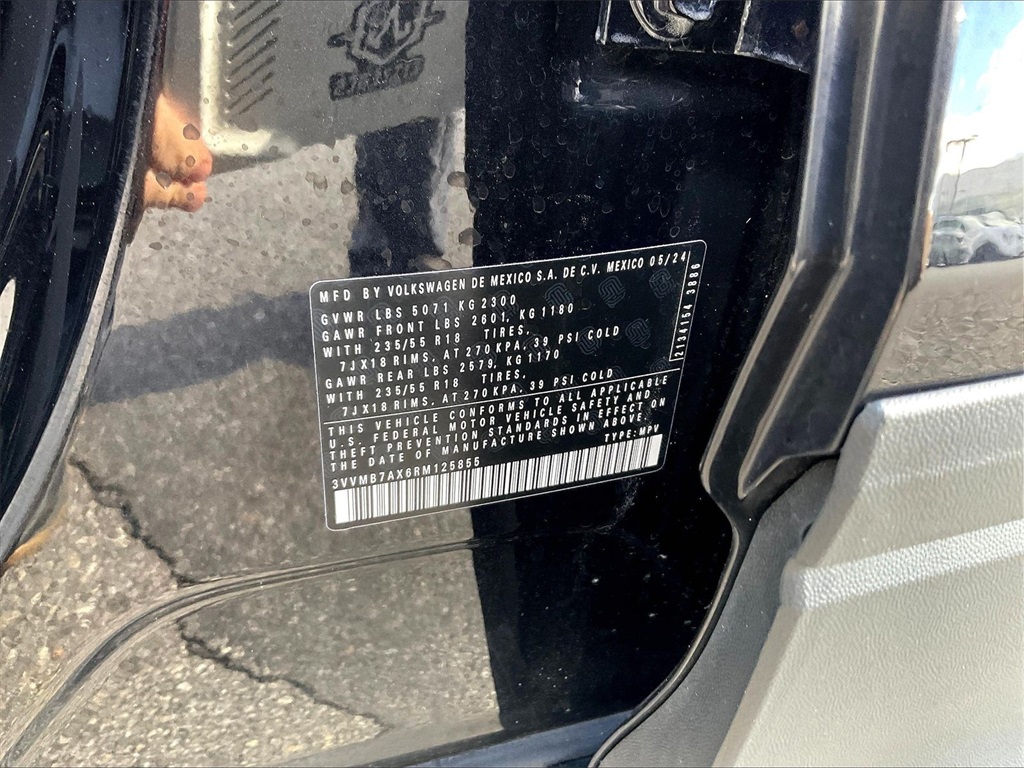 MFD BY VOLKSWAGEN DE MEXICO S.A. DE C.V. MEXICO 05/24
GVWR LBS 5071 KG 2300
GAWR FRONT LBS 2601, KG 1180
WITH 235/55 R18 TIRES.
7JX18 RIMS. AT 270 KPA. 39 PSI COLD
GAWR REAR LBS 2579, KG 1170
WITH 235/55 R18 TIRES.
7JX18 RIMS. AT 270 KPA. 39 PSI COLD
THIS VEHICLE CONFORMS TO ALL APPLICABLE
U.S. FEDERAL MOTOR VEHICLE SAFETY AND
THEFT PREVENTION STANDARDS IN EFFECT ON
THE DATE OF MANUFACTURE SHOWN ABOVE.
TYPE: MPV
3VVMB7AX6RM125855
2134154 3886